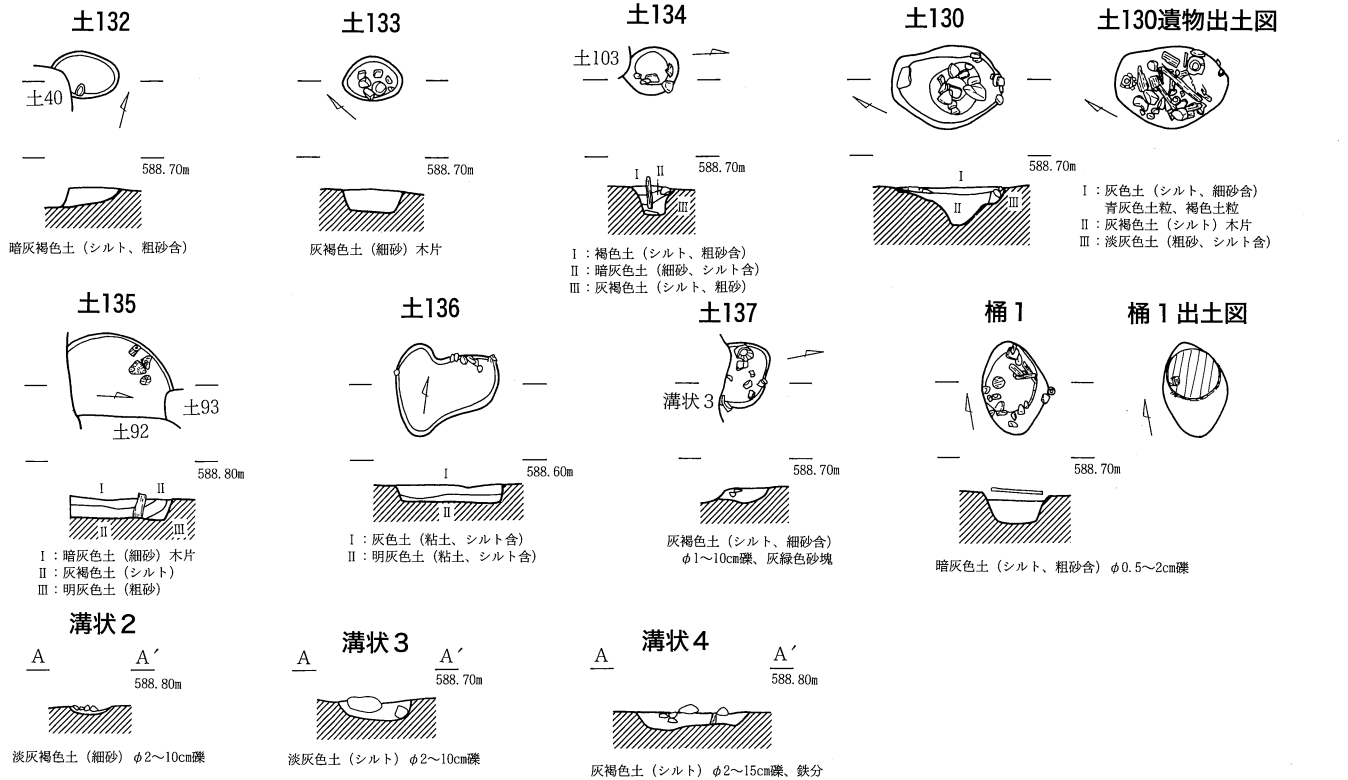 土132
土40
588.70m
暗灰褐色土（シルト、粗砂含）
土133
588.70m
灰褐色土（細砂）木片
土134
土103
588.70m
Ⅰ
Ⅱ
Ⅲ
Ⅰ：褐色土（シルト、粗砂含）
Ⅱ：暗灰色土（細砂、シルト含）
Ⅲ：灰褐色土（シルト、粗砂）
土130
588.70m
Ⅰ
Ⅱ
Ⅲ
土130遺物出土図
Ⅰ：灰色土（シルト、細砂含）
青灰色土粒、褐色土粒
Ⅱ：灰褐色土（シルト）木片
Ⅲ：淡灰色土（粗砂、シルト含）
土135
土93
土92
588.80m
Ⅰ
Ⅱ
Ⅱ
Ⅲ
Ⅰ：暗灰色土（細砂）木片
Ⅱ：灰褐色土（シルト）
Ⅲ：明灰色土（粗砂）
土136
588.60m
Ⅰ
Ⅱ
Ⅰ：灰色土（粘土、シルト含）
Ⅱ：明灰色土（粘土、シルト含）
土137
溝状３
588.70m
灰褐色土（シルト、細砂含）
φ1～10cm礫、灰緑色砂塊
桶１
588.70m
暗灰色土（シルト、粗砂含）φ0.5～2cm礫
桶１出土図
溝状２
A
A′
588.80m
淡灰褐色土（細砂）φ2～10cm礫
溝状３
A
A′
588.70m
淡灰色土（シルト）φ2～10cm礫
溝状４
A
A′
588.80m
灰褐色土（シルト）φ2～15cm礫、鉄分